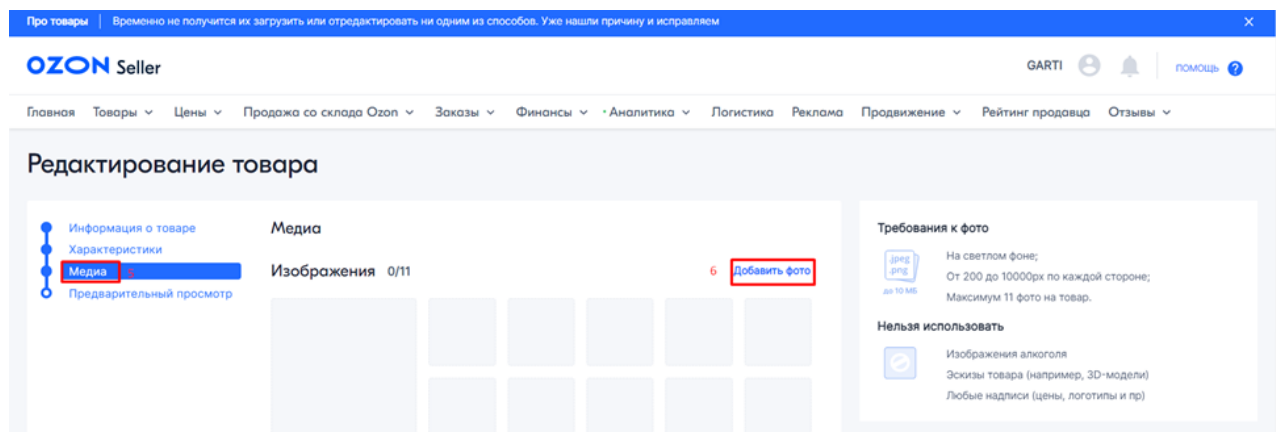 Про товары | Временно не получится их загрузить или отредактировать ни одним из способов. Уже нашли причину и исправляем
OZON Seller
GARTI
помощь ?
Главная Товары Цены Продажа со склада Ozon Заказы Финансы Аналитика Логистика Реклама Продвижение Рейтинг продавца Отзывы
Редактирование товара
Информация о товаре
Характеристики
Медиа 5
Предварительный просмотр
Медиа
Изображения 0/11
6 Добавить фото
Требования к фото
.jpeg
.png
до 10 МБ
На светлом фоне;
От 200 до 10000px по каждой стороне;
Максимум 11 фото на товар.
Нельзя использовать
Изображения алкоголя
Эскизы товара (например, 3D-модели)
Любые надписи (цены, логотипы и пр)